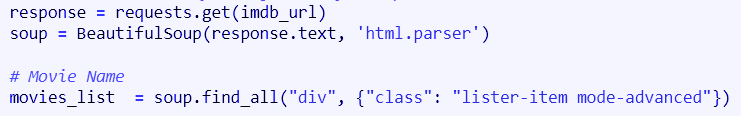 response = requests.get(imdb_url)
soup = BeautifulSoup(response.text, 'html.parser')
# Movie Name
movies_list  = soup.find_all("div", {"class": "lister-item mode-advanced"})